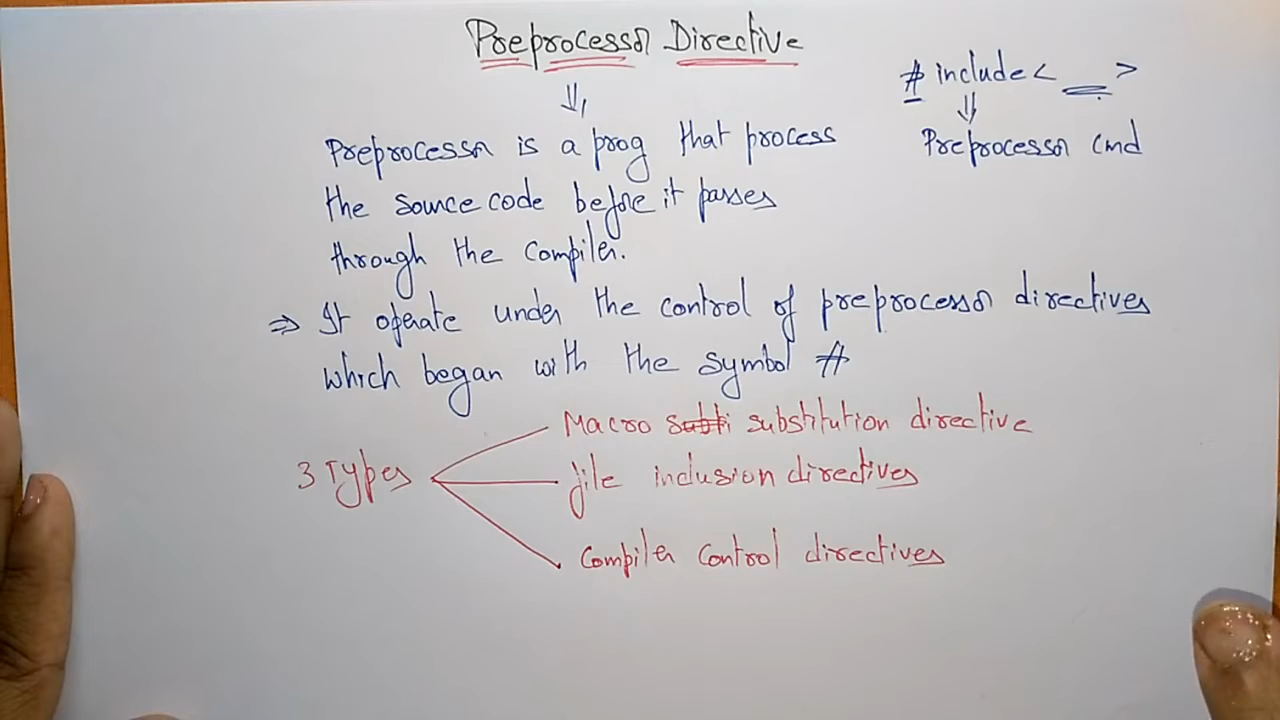 Preprocessor Directive
# include < __ >
Preprocessor Cmd
Preprocessor is a prog that process
the source code before it passes
through the compiler.
⇒ It operate under the control of preprocessor directives
which began with the symbol #
3 Types
Macro Subti substitution directive
file inclusion directives
Compiler Control directives